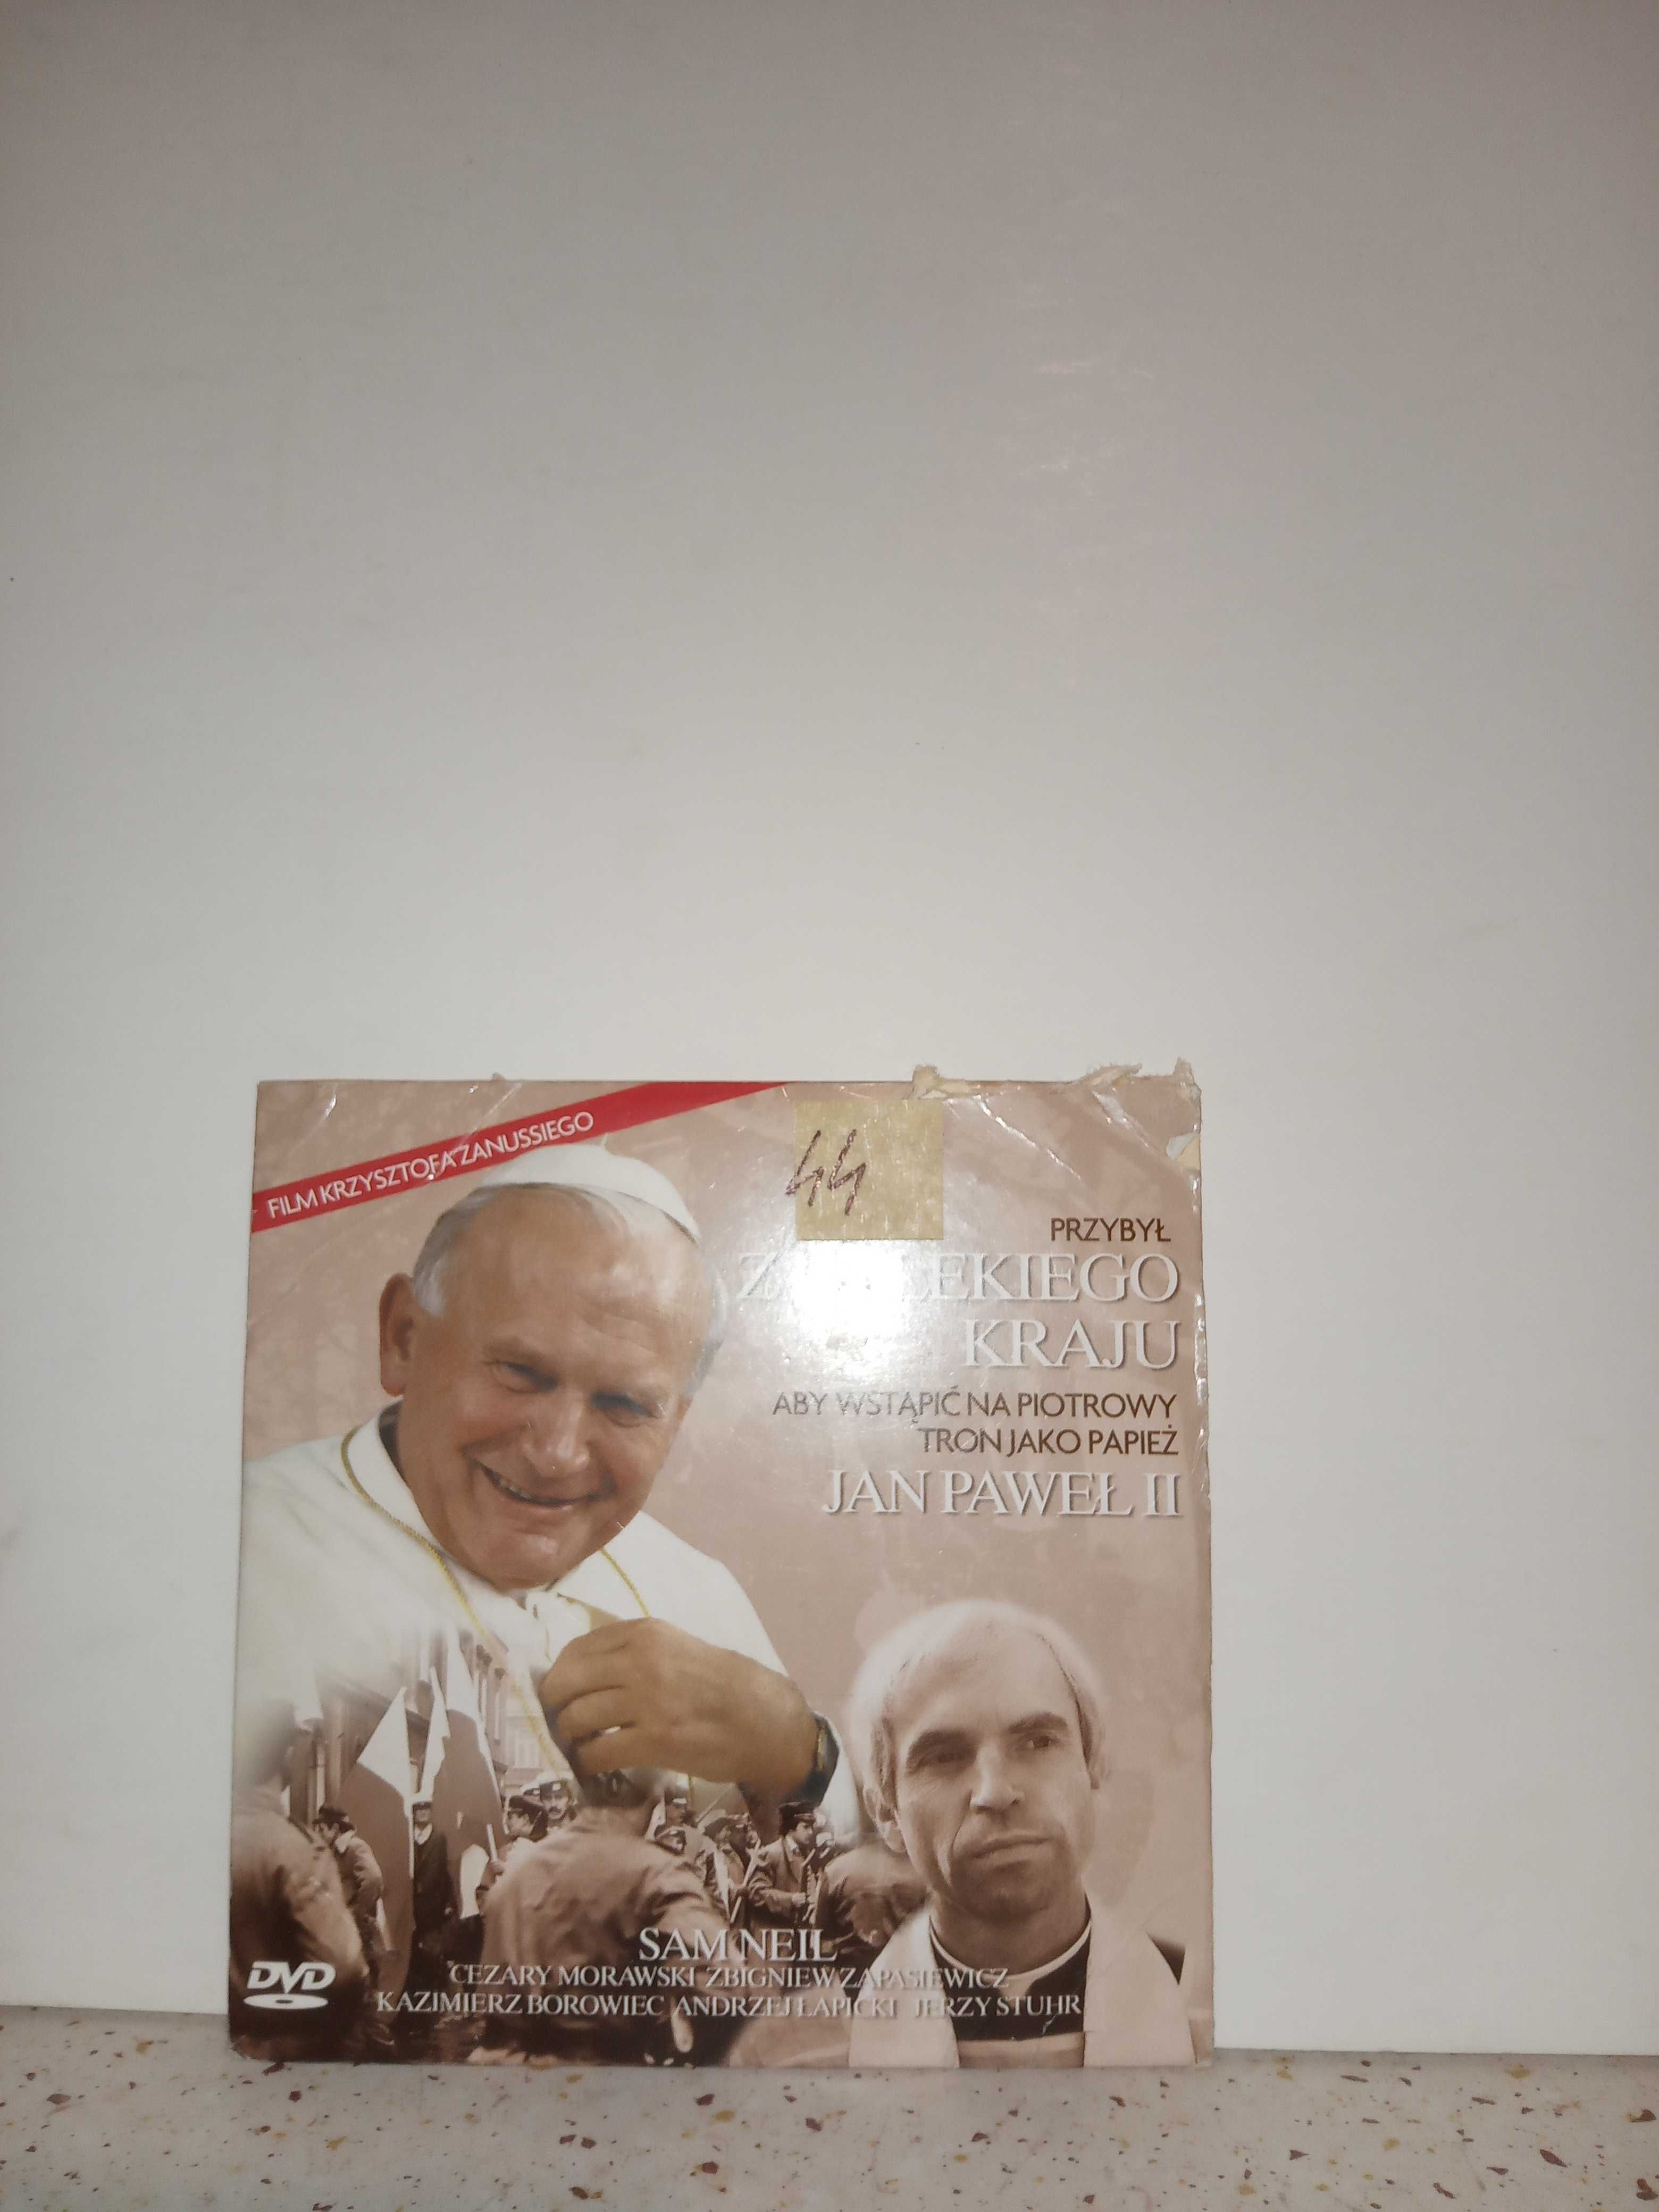 FILM KRZYSZTOFA ZANUSSIEGO
44
PRZYBYŁ
Z DALEKIEGO
KRAJU
ABY WSTĄPIĆ NA PIOTROWY
TRON JAKO PAPIEŻ
JAN PAWEŁ II
SAM NEIL
CEZARY MORAWSKI ZBIGNIEW ZAPASIEWICZ
KAZIMIERZ BOROWIEC ANDRZEJ ŁAPICKI JERZY STUHR
DVD